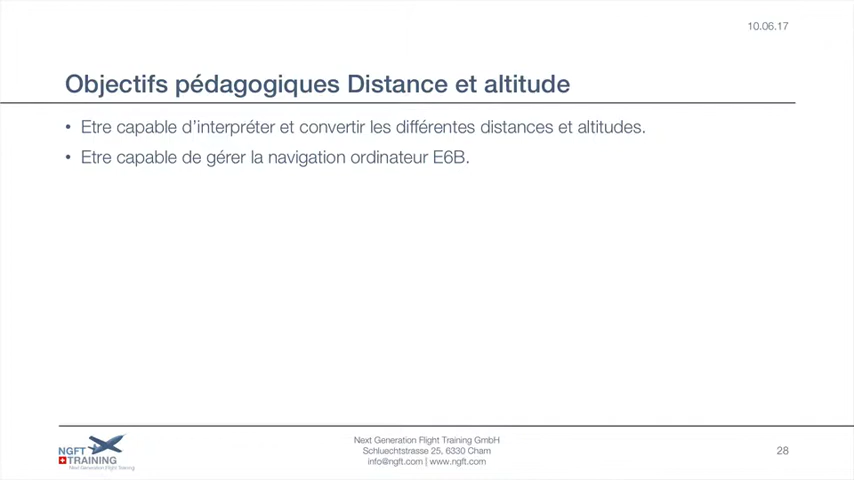 10.06.17
Objectifs pédagogiques Distance et altitude
• Etre capable d'interpréter et convertir les différentes distances et altitudes.
• Etre capable de gérer la navigation ordinateur E6B.
NGFT
TRAINING
Next Generation Flight Training
Next Generation Flight Training GmbH
Schluechtstrasse 25, 6330 Cham
info@ngft.com | www.ngft.com
28